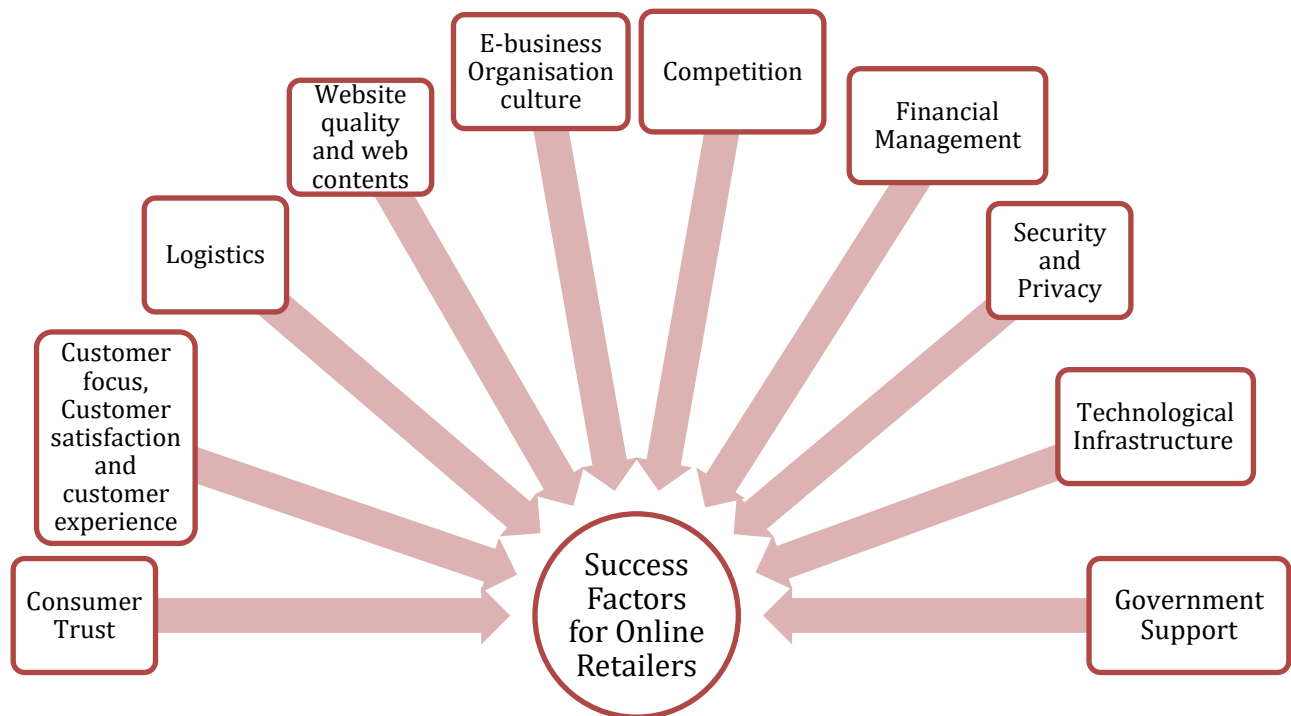 E-business
Organisation
culture
Competition
Website
quality
and web
contents
Financial
Management
Logistics
Security
and
Privacy
Customer
focus,
Customer
satisfaction
and
customer
experience
Technological
Infrastructure
Consumer
Trust
Success
Factors
for Online
Retailers
Government
Support